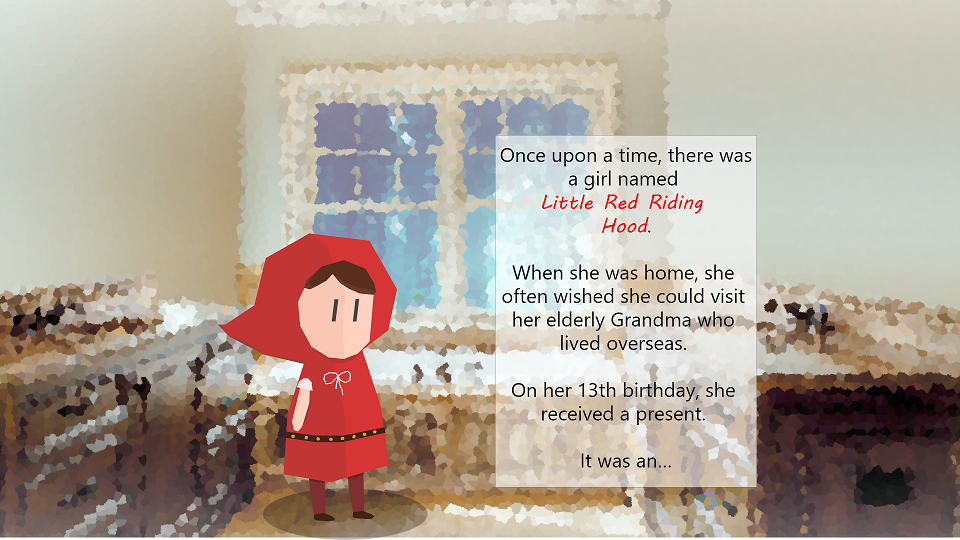 Once upon a time, there was
a girl named
Little Red Riding
Hood.
When she was home, she
often wished she could visit
her elderly Grandma who
lived overseas.
On her 13th birthday, she
received a present.
It was an...